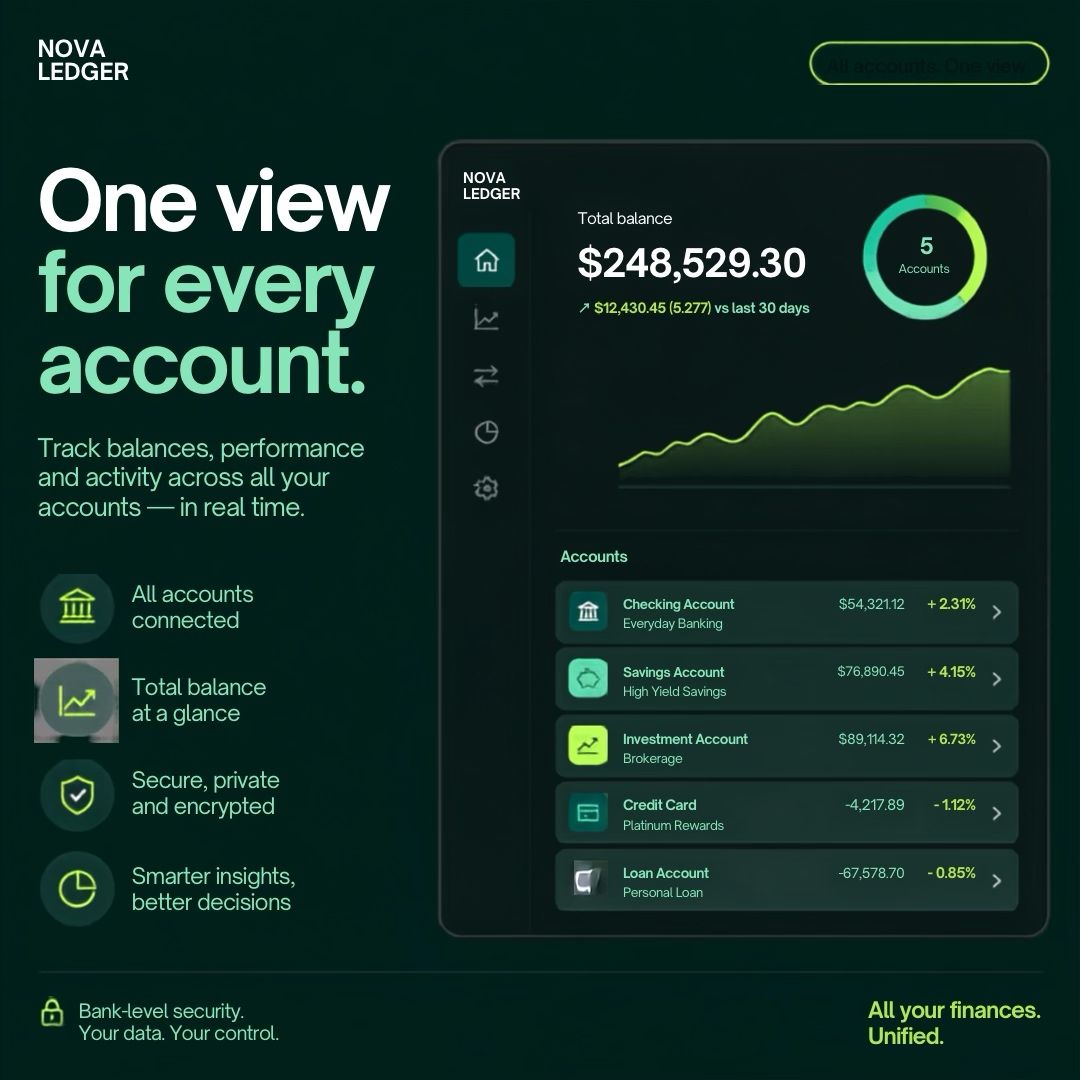 NOVA
LEDGER
All accounts. One view
One view
for every
account.
Track balances, performance
and activity across all your
accounts — in real time.
All accounts
connected
Total balance
at a glance
Secure, private
and encrypted
Smarter insights,
better decisions
NOVA
LEDGER
Total balance
$248,529.30
↗ $12,430.45 (5.277) vs last 30 days
5
Accounts
Accounts
Checking Account $54,321.12 + 2.31%
Everyday Banking
Savings Account $76,890.45 + 4.15%
High Yield Savings
Investment Account $89,114.32 + 6.73%
Brokerage
Credit Card -4,217.89 - 1.12%
Platinum Rewards
Loan Account -67,578.70 - 0.85%
Personal Loan
Bank-level security.
Your data. Your control.
All your finances.
Unified.